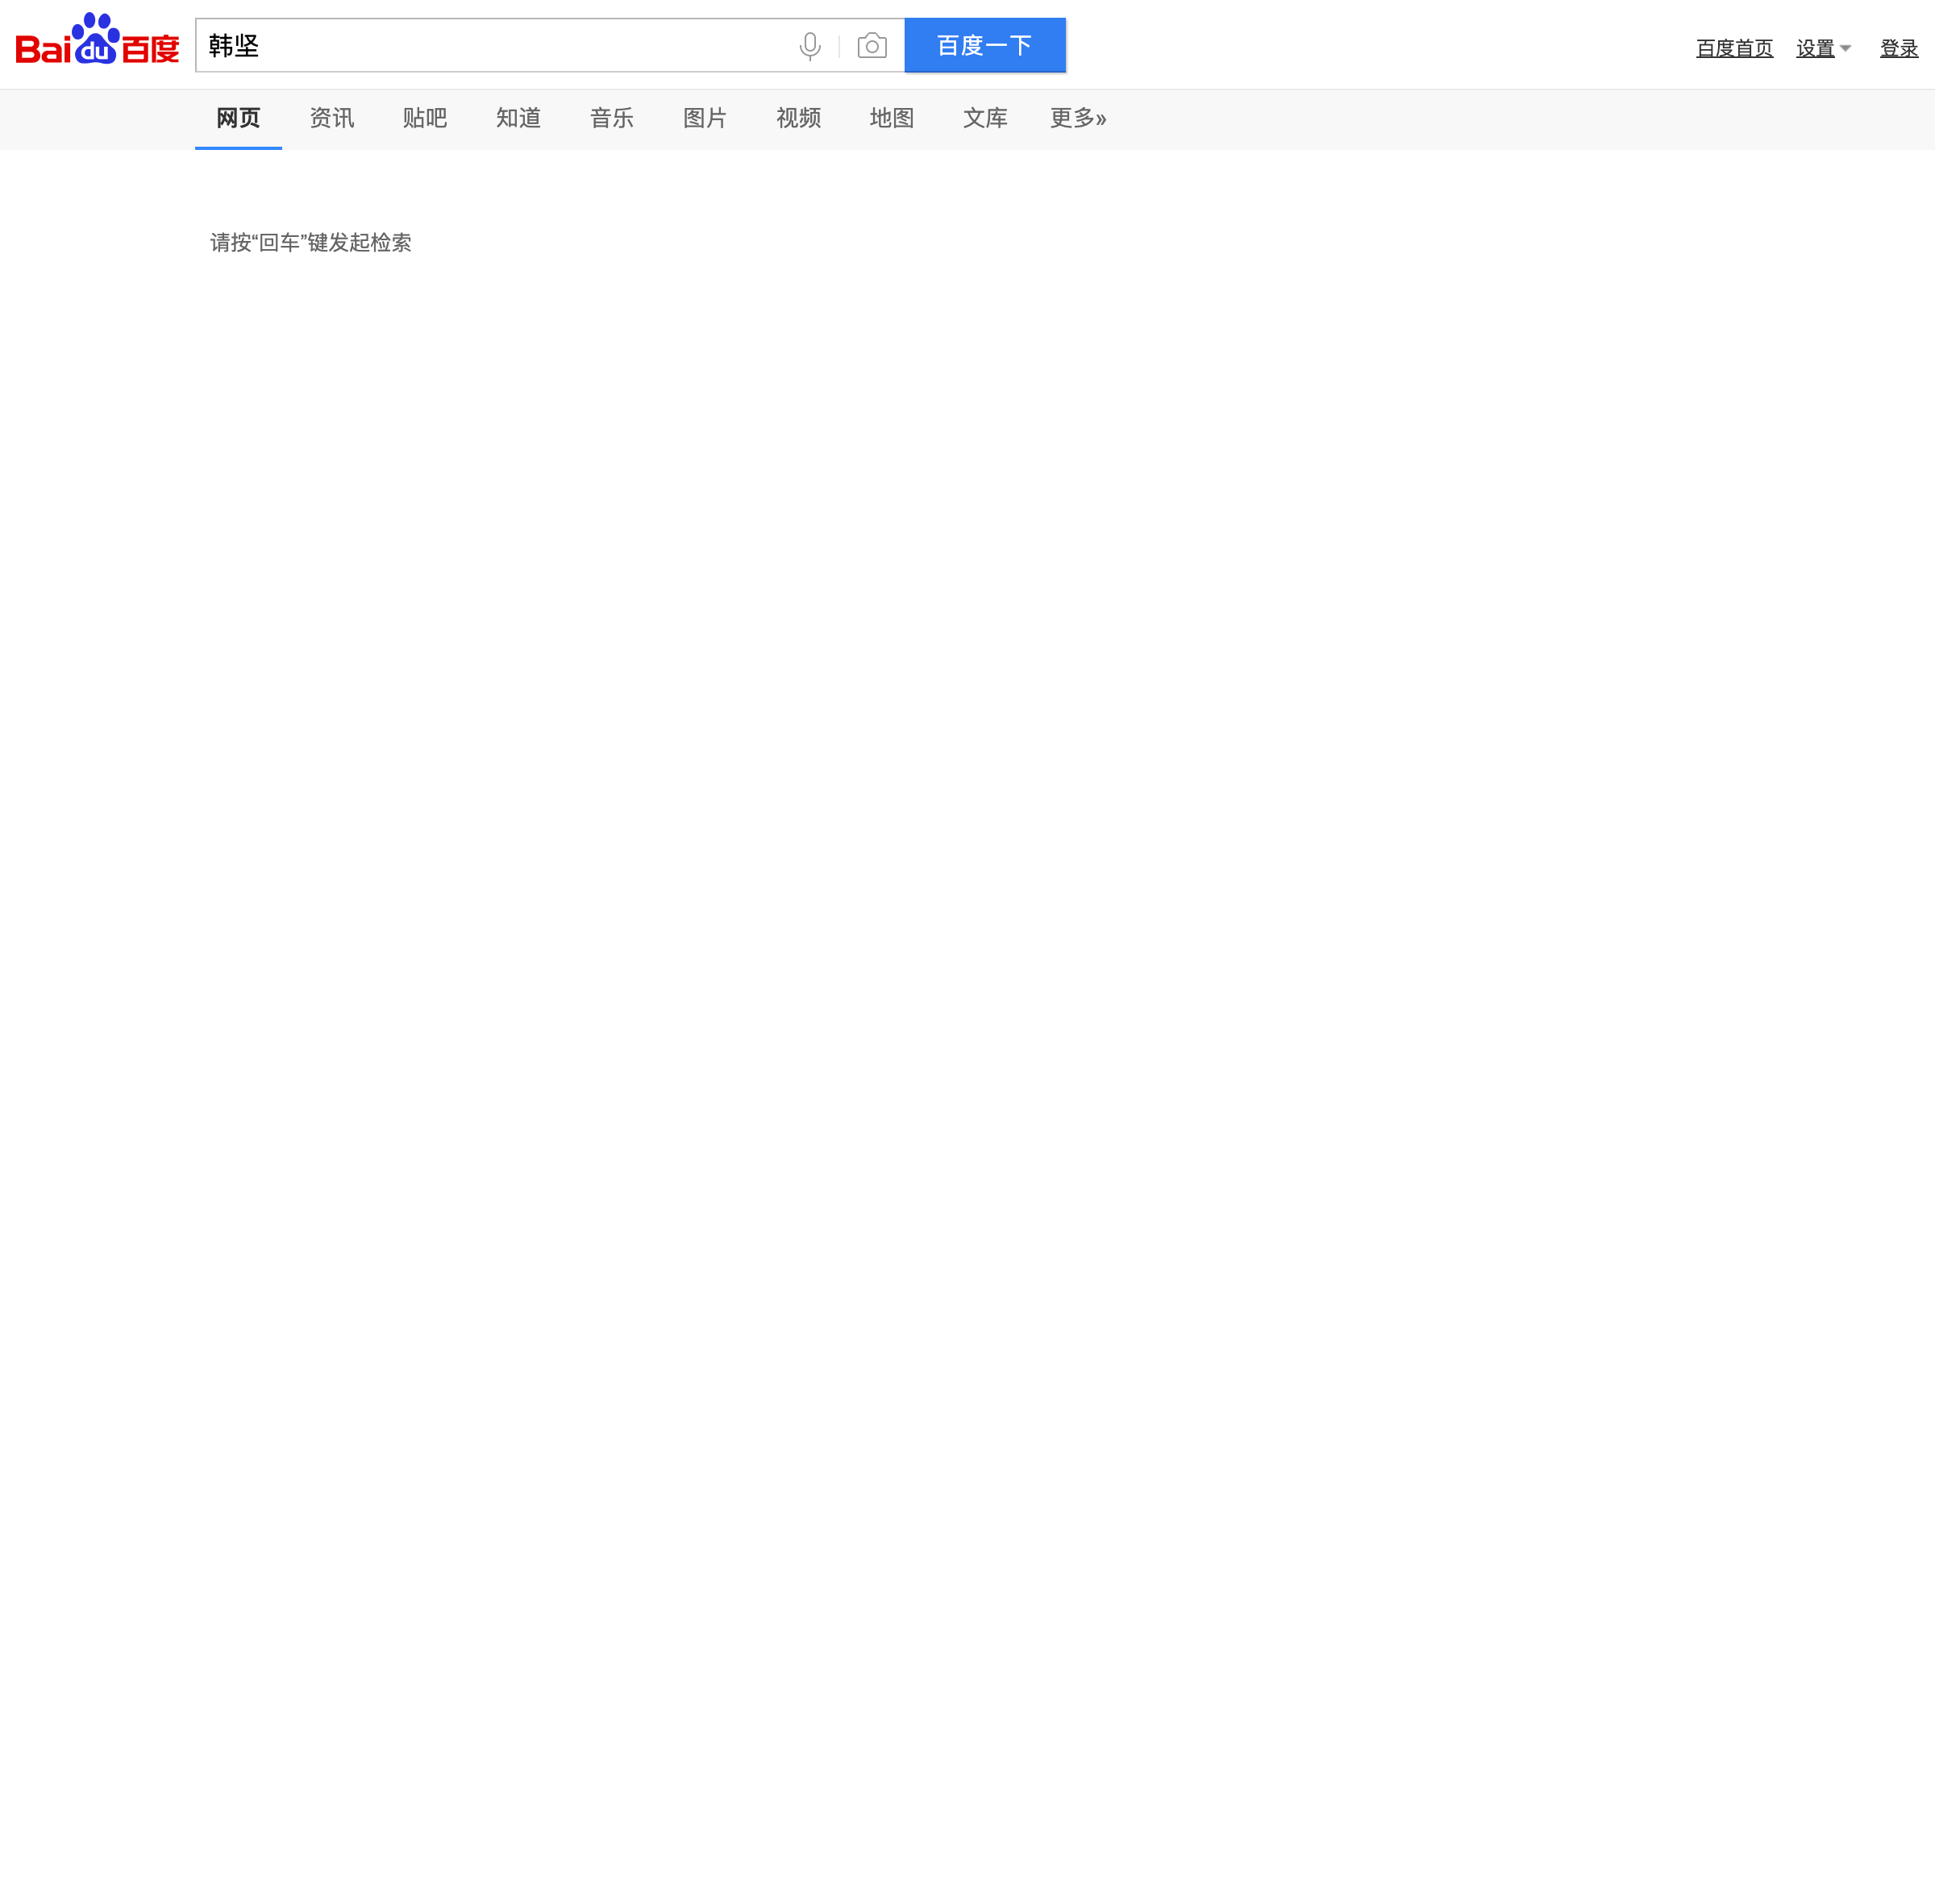 Bai du 百度 韩坚 百度一下 百度首页 设置 登录
网页 资讯 贴吧 知道 音乐 图片 视频 地图 文库 更多»
请按“回车”键发起检索